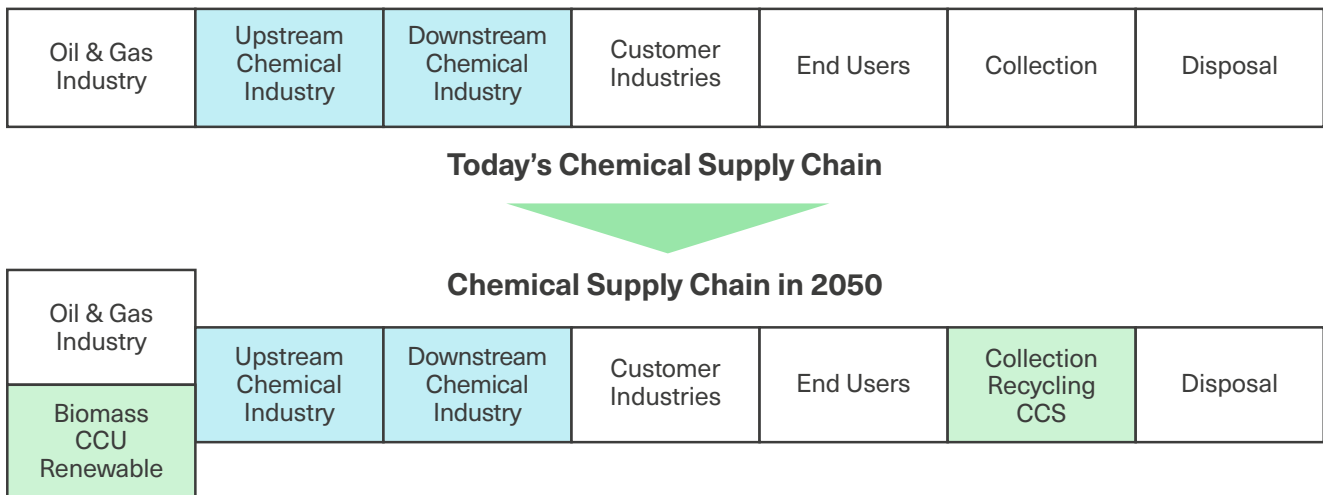 Oil & Gas
Industry
Upstream
Chemical
Industry
Downstream
Chemical
Industry
Customer
Industries
End Users
Collection
Disposal
Today’s Chemical Supply Chain
Chemical Supply Chain in 2050
Oil & Gas
Industry
Biomass
CCU
Renewable
Upstream
Chemical
Industry
Downstream
Chemical
Industry
Customer
Industries
End Users
Collection
Recycling
CCS
Disposal